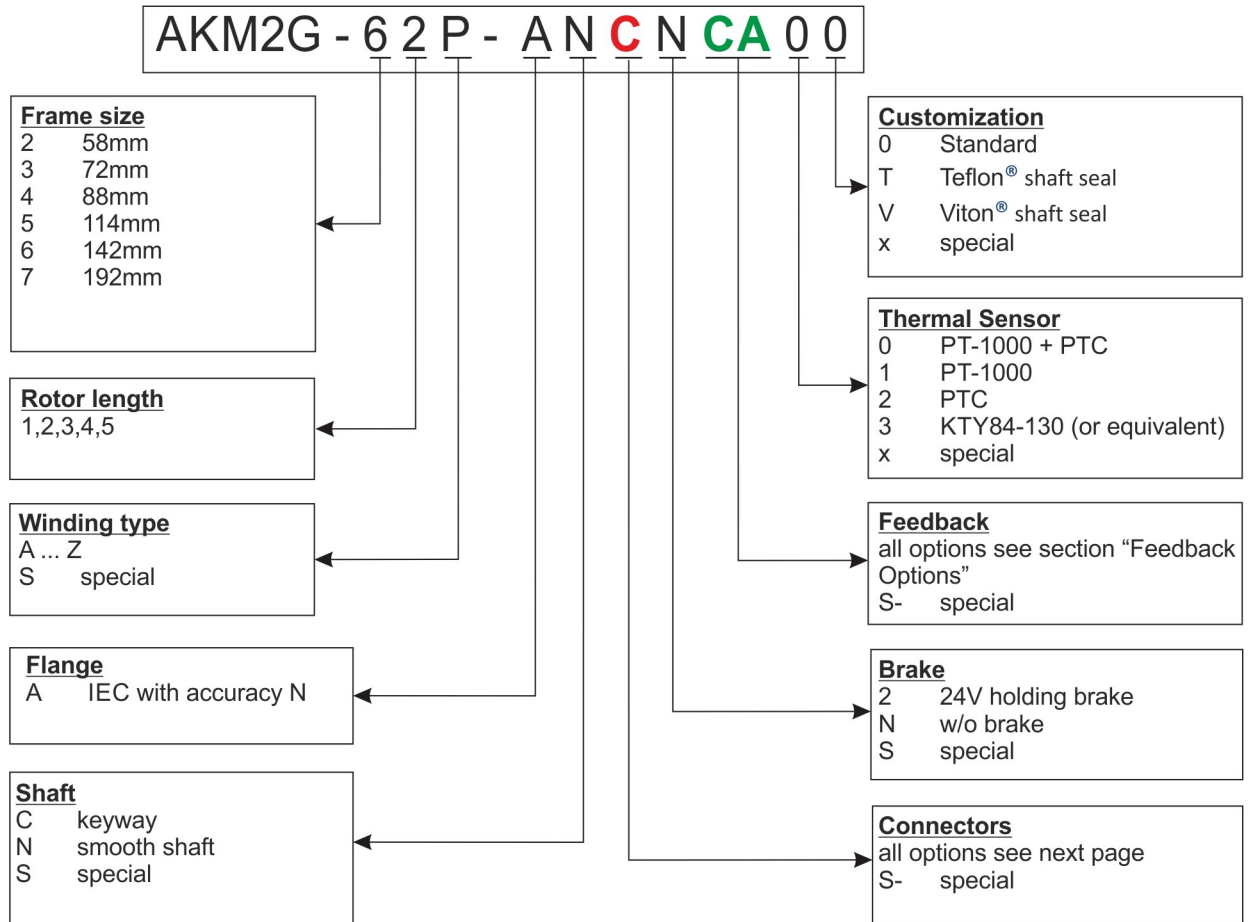 AKM2G - 6 2 P - A N C N CA 0 0
Frame size
2 58mm
3 72mm
4 88mm
5 114mm
6 142mm
7 192mm
Rotor length
1,2,3,4,5
Winding type
A ... Z
S special
Flange
A IEC with accuracy N
Shaft
C keyway
N smooth shaft
S special
Customization
0 Standard
T Teflon® shaft seal
V Viton® shaft seal
x special
Thermal Sensor
0 PT-1000 + PTC
1 PT-1000
2 PTC
3 KTY84-130 (or equivalent)
x special
Feedback
all options see section “Feedback
Options”
S- special
Brake
2 24V holding brake
N w/o brake
S special
Connectors
all options see next page
S- special